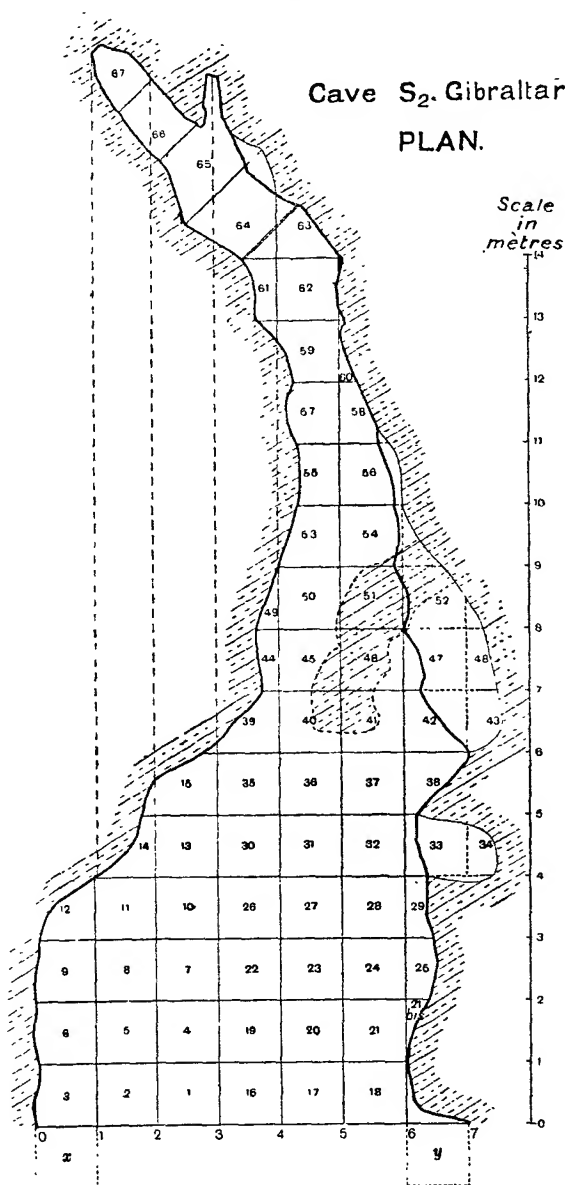 Cave S₂. Gibraltar
PLAN.
Scale
in
mètres
67
66
65
64 63
61 62
14
13
59
60
12
57 58
11
55 56
10
53 54
9
49 50 51 52
8
44 45 46 47 48
7
39 40 41 42 43
6
15 35 36 37 38
5
14 13 30 31 32 33 34
4
12 11 10 26 27 28 29
3
9 8 7 22 23 24 25
2
21
bis
6 5 4 19 20 21
1
3 2 1 16 17 18
0
0 1 2 3 4 5 6 7
x y